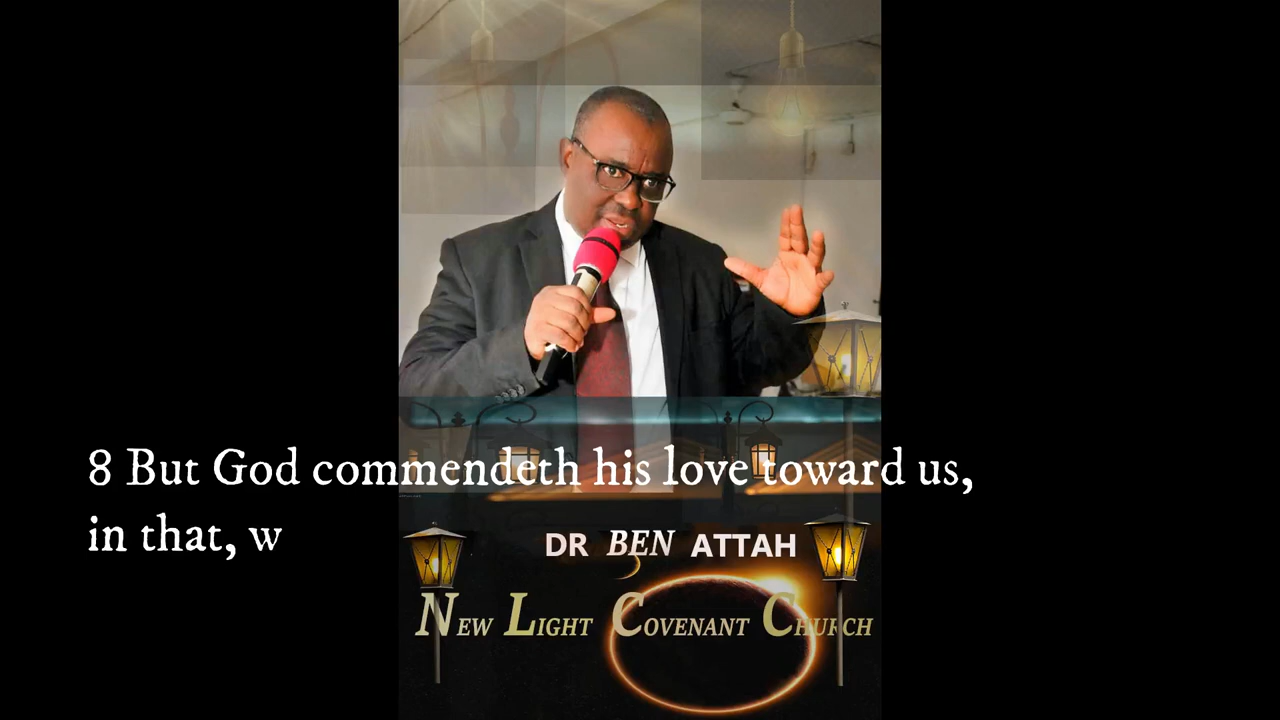 8 But God commendeth his love toward us,
in that, w
DR BEN ATTAH
NEW LIGHT COVENANT CHURCH